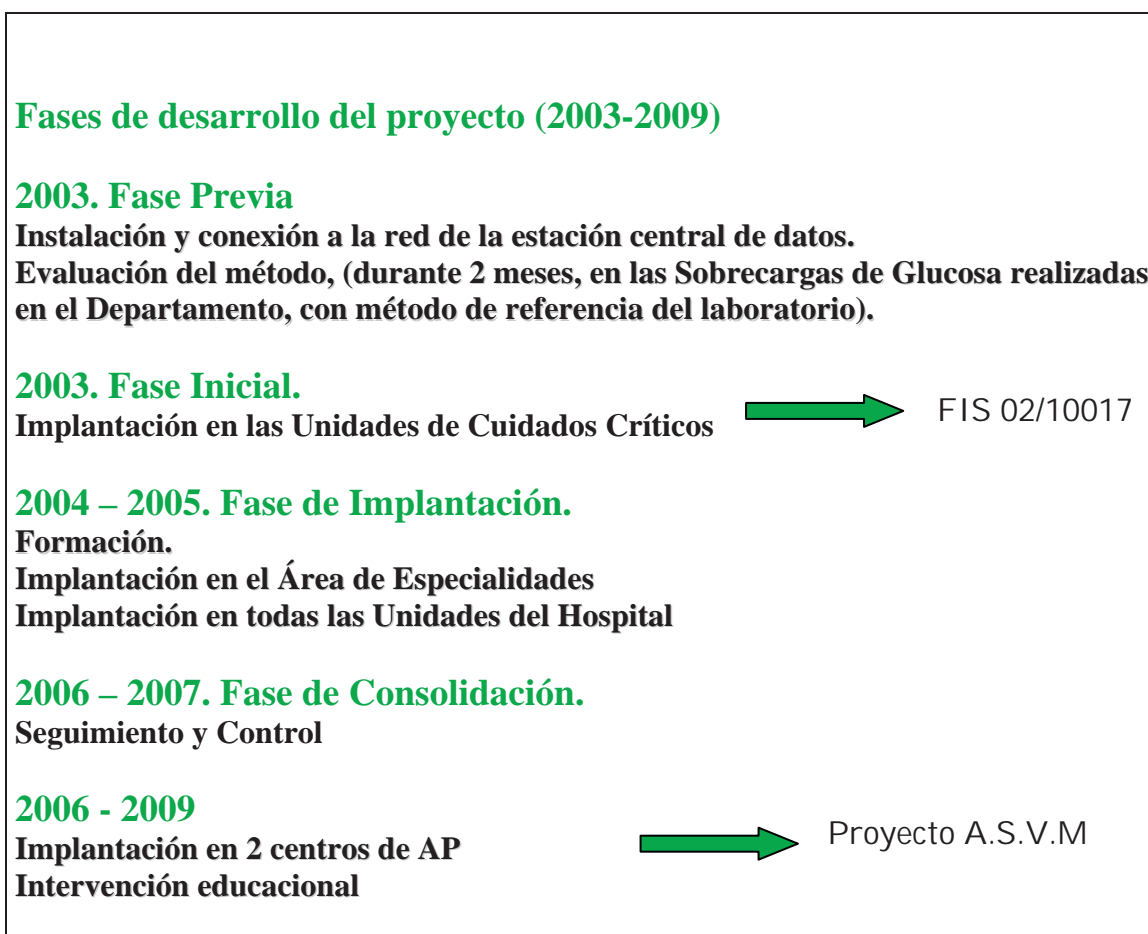 Fases de desarrollo del proyecto (2003-2009)
2003. Fase Previa
Instalación y conexión a la red de la estación central de datos.
Evaluación del método, (durante 2 meses, en las Sobrecargas de Glucosa realizadas
en el Departamento, con método de referencia del laboratorio).
2003. Fase Inicial.
Implantación en las Unidades de Cuidados Críticos
FIS 02/10017
2004 – 2005. Fase de Implantación.
Formación.
Implantación en el Área de Especialidades
Implantación en todas las Unidades del Hospital
2006 – 2007. Fase de Consolidación.
Seguimiento y Control
2006 - 2009
Implantación en 2 centros de AP
Proyecto A.S.V.M
Intervención educacional